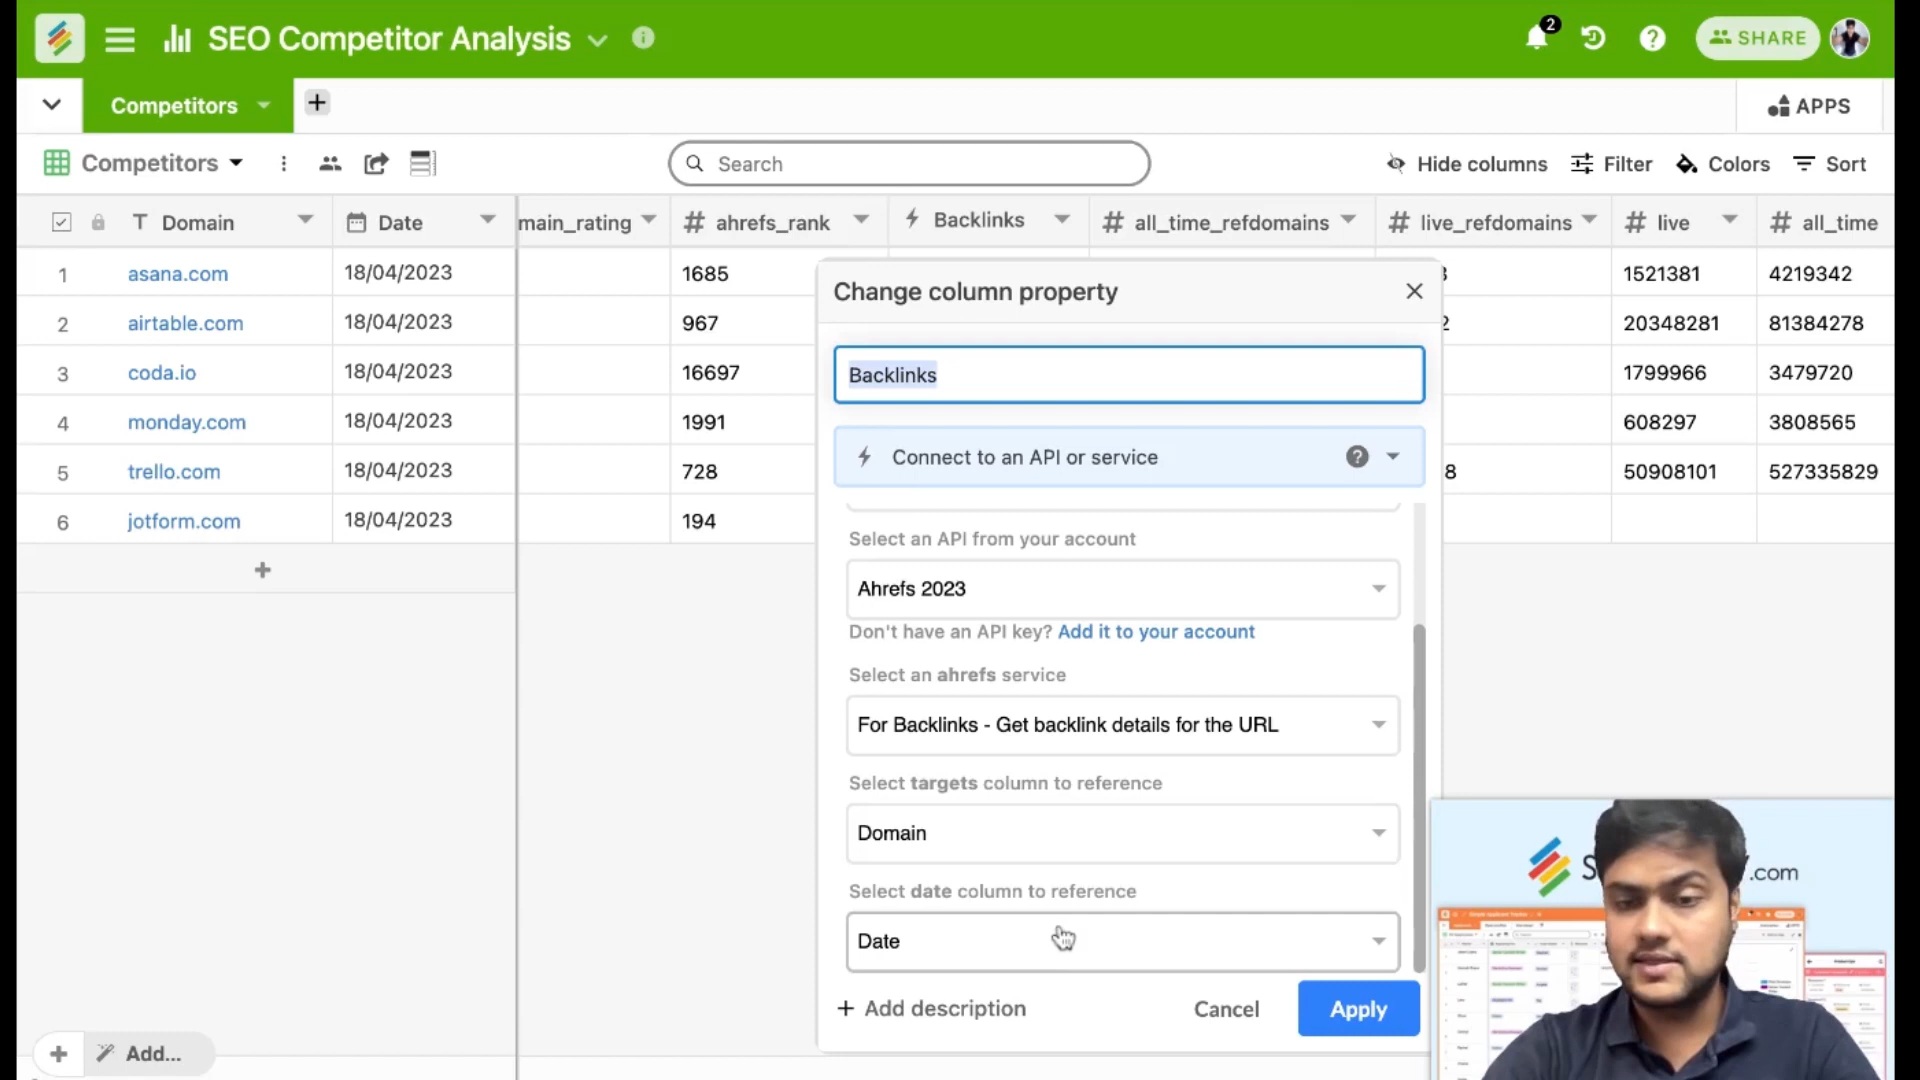 SEO Competitor Analysis
2
SHARE
Competitors
APPS
Competitors
Search
Hide columns
Filter
Colors
Sort
Domain
Date
main_rating
ahrefs_rank
Backlinks
all_time_refdomains
live_refdomains
live
all_time
1 asana.com 18/04/2023 1685 1521381 4219342
2 airtable.com 18/04/2023 967 2 20348281 81384278
3 coda.io 18/04/2023 16697 1799966 3479720
4 monday.com 18/04/2023 1991 608297 3808565
5 trello.com 18/04/2023 728 8 50908101 527335829
6 jotform.com 18/04/2023 194
Change column property
Backlinks
Connect to an API or service
Select an API from your account
Ahrefs 2023
Don't have an API key? Add it to your account
Select an ahrefs service
For Backlinks - Get backlink details for the URL
Select targets column to reference
Domain
Select date column to reference
Date
+ Add description
Cancel
Apply
Add...
.com